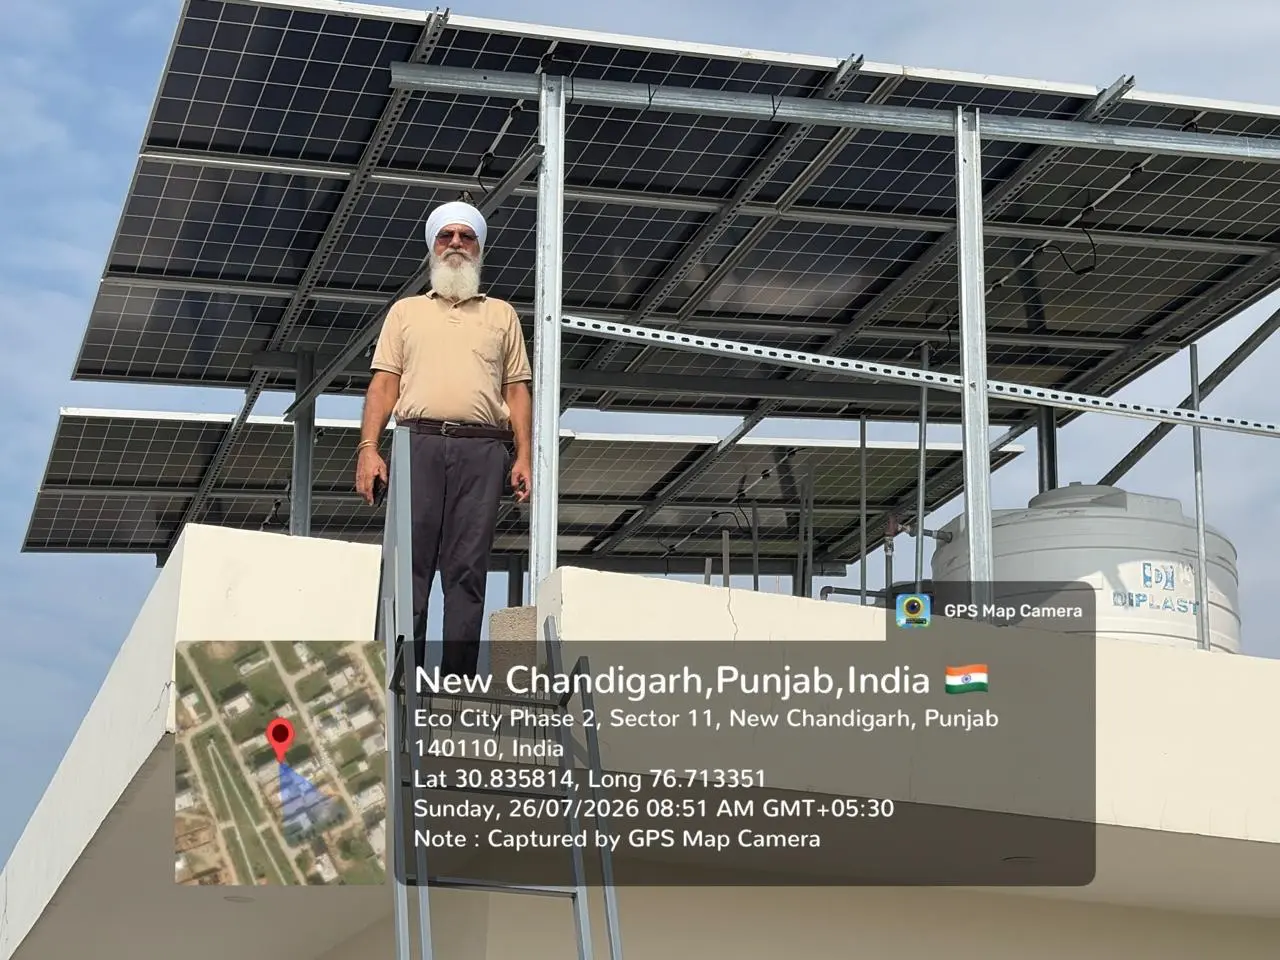 DIPLAST
GPS Map Camera
New Chandigarh,Punjab,India
Eco City Phase 2, Sector 11, New Chandigarh, Punjab
140110, India
Lat 30.835814, Long 76.713351
Sunday, 26/07/2026 08:51 AM GMT+05:30
Note : Captured by GPS Map Camera